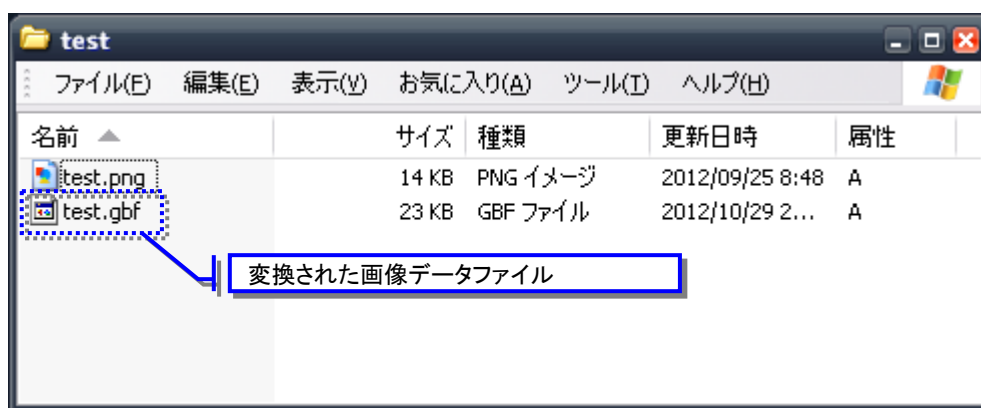 test
ファイル(F) 編集(E) 表示(V) お気に入り(A) ツール(T) ヘルプ(H)
名前 サイズ 種類 更新日時 属性
test.png 14 KB PNG イメージ 2012/09/25 8:48 A
test.gbf 23 KB GBF ファイル 2012/10/29 2... A
変換された画像データファイル